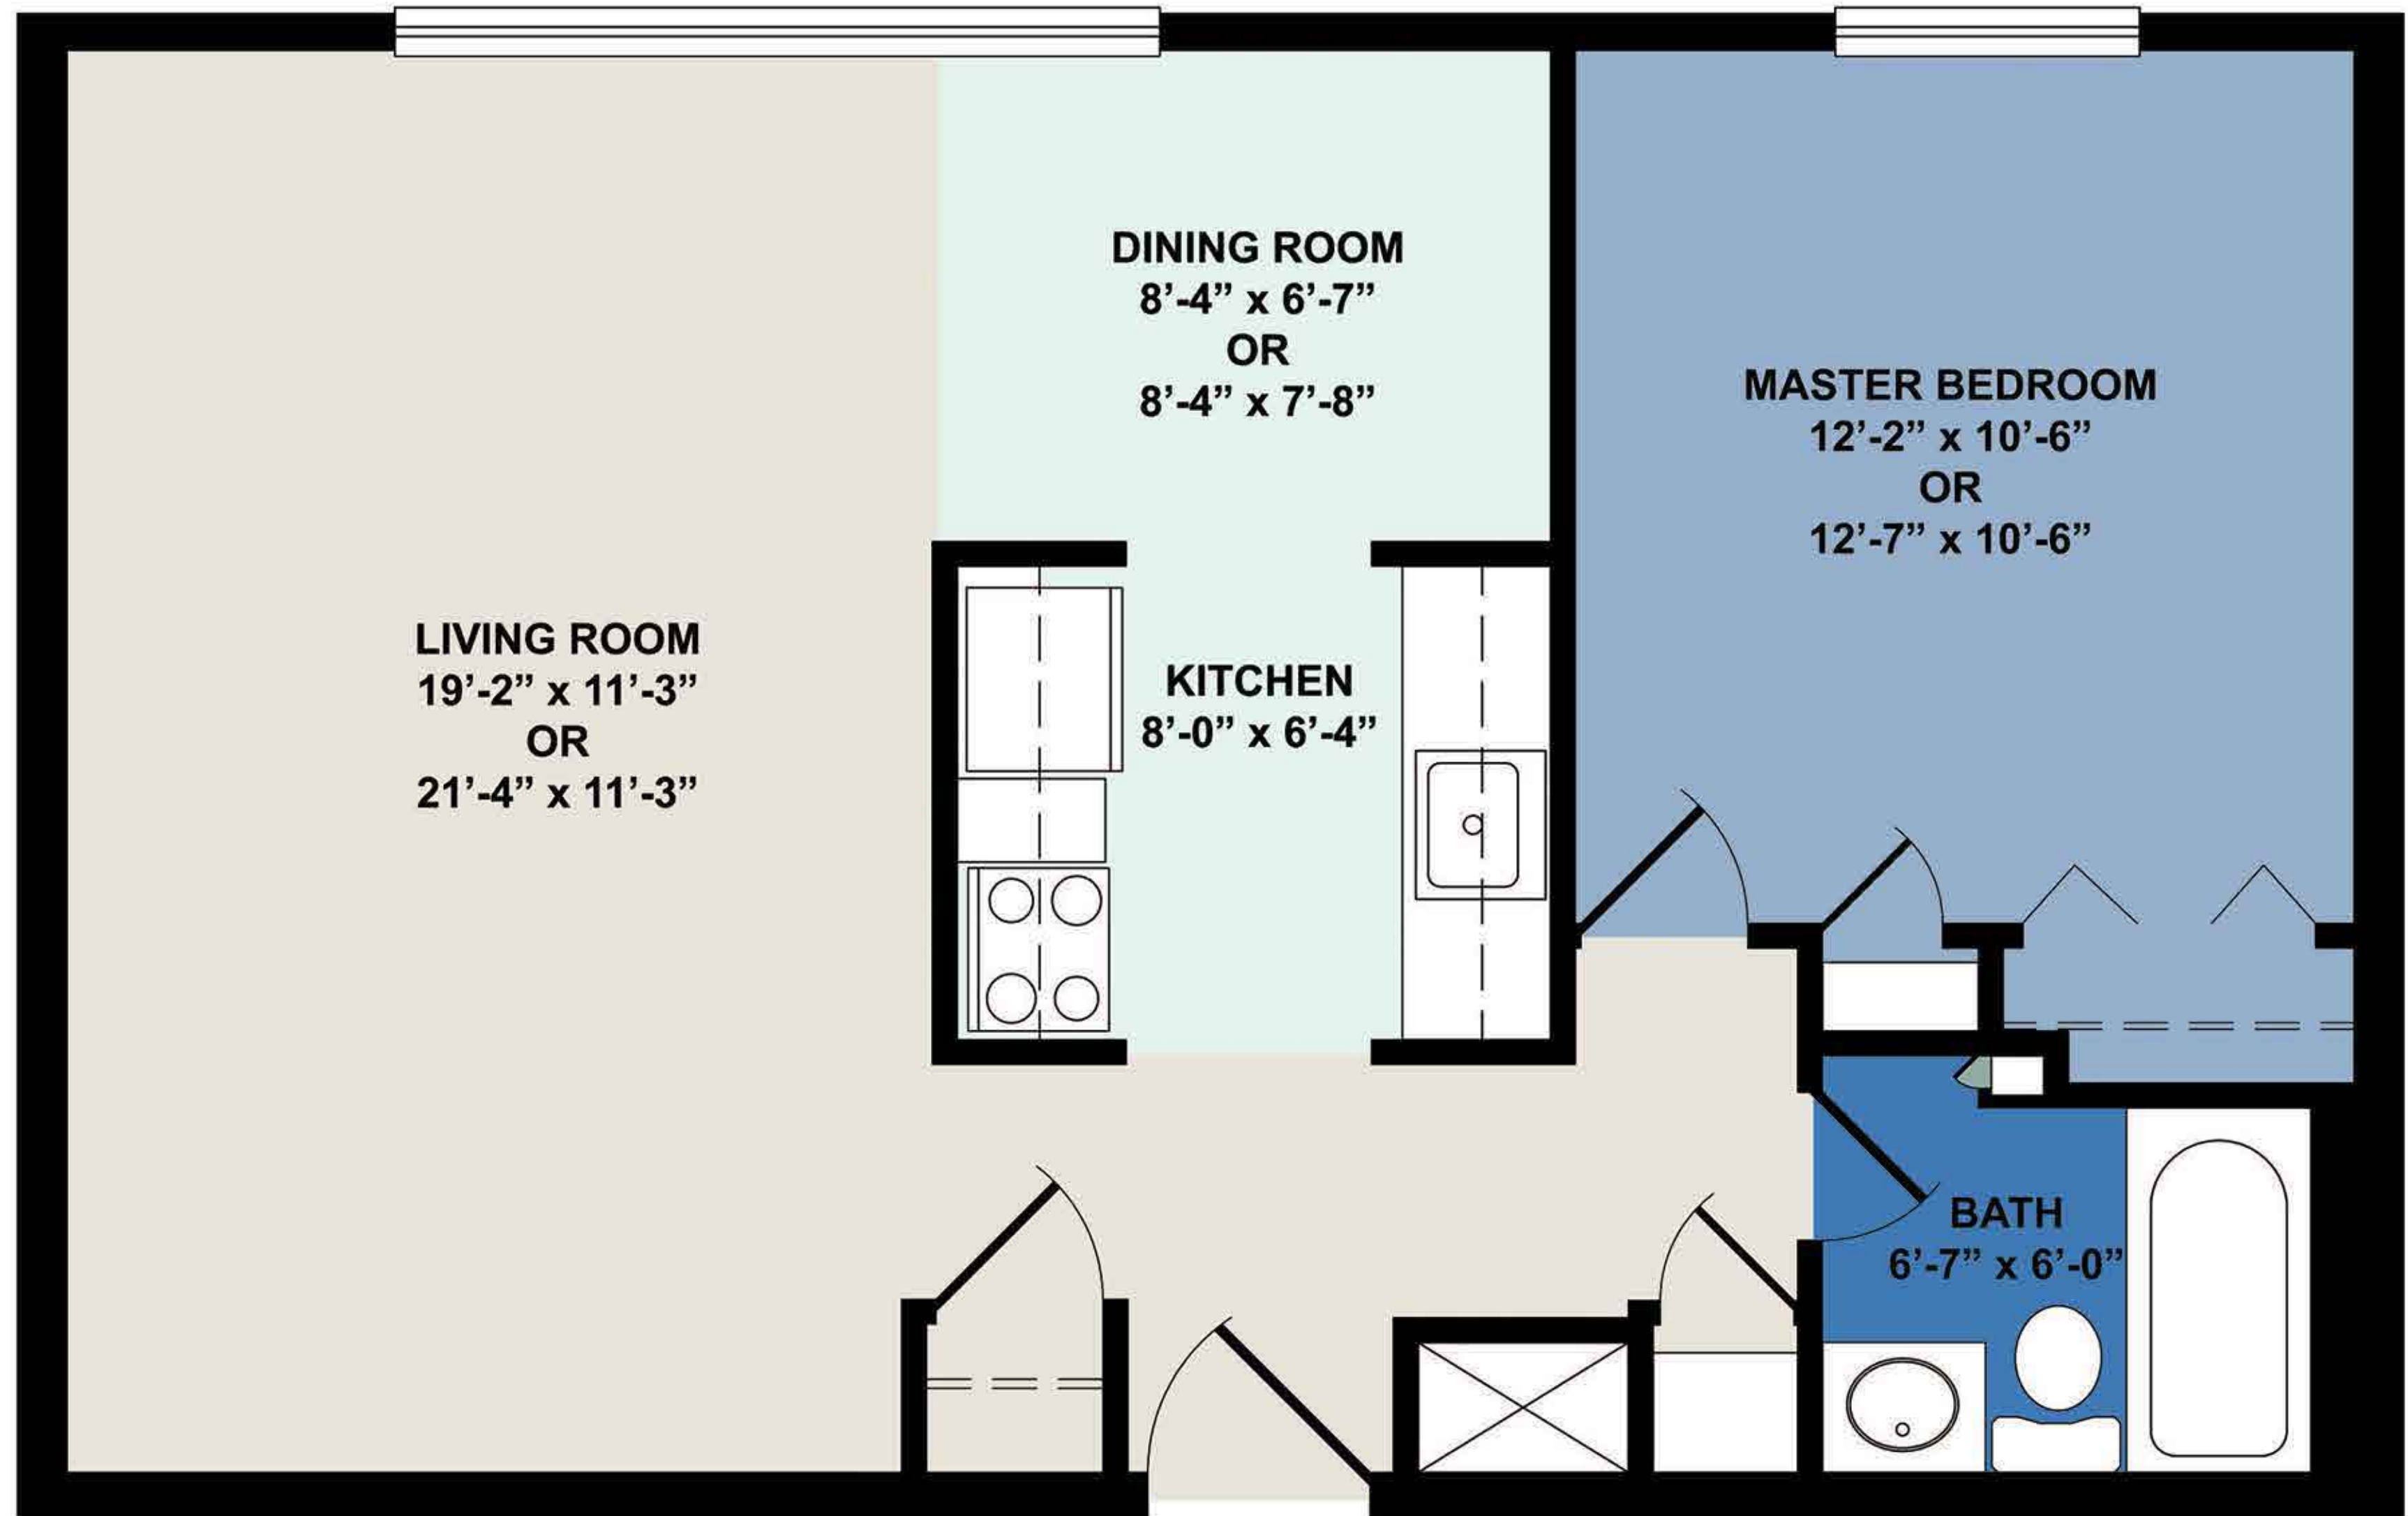 DINING ROOM
8’-4” x 6’-7”
OR
8’-4” x 7’-8”
MASTER BEDROOM
12’-2” x 10’-6”
OR
12’-7” x 10’-6”
LIVING ROOM
19’-2” x 11’-3”
OR
21’-4” x 11’-3”
KITCHEN
8’-0” x 6’-4”
BATH
6’-7” x 6’-0”